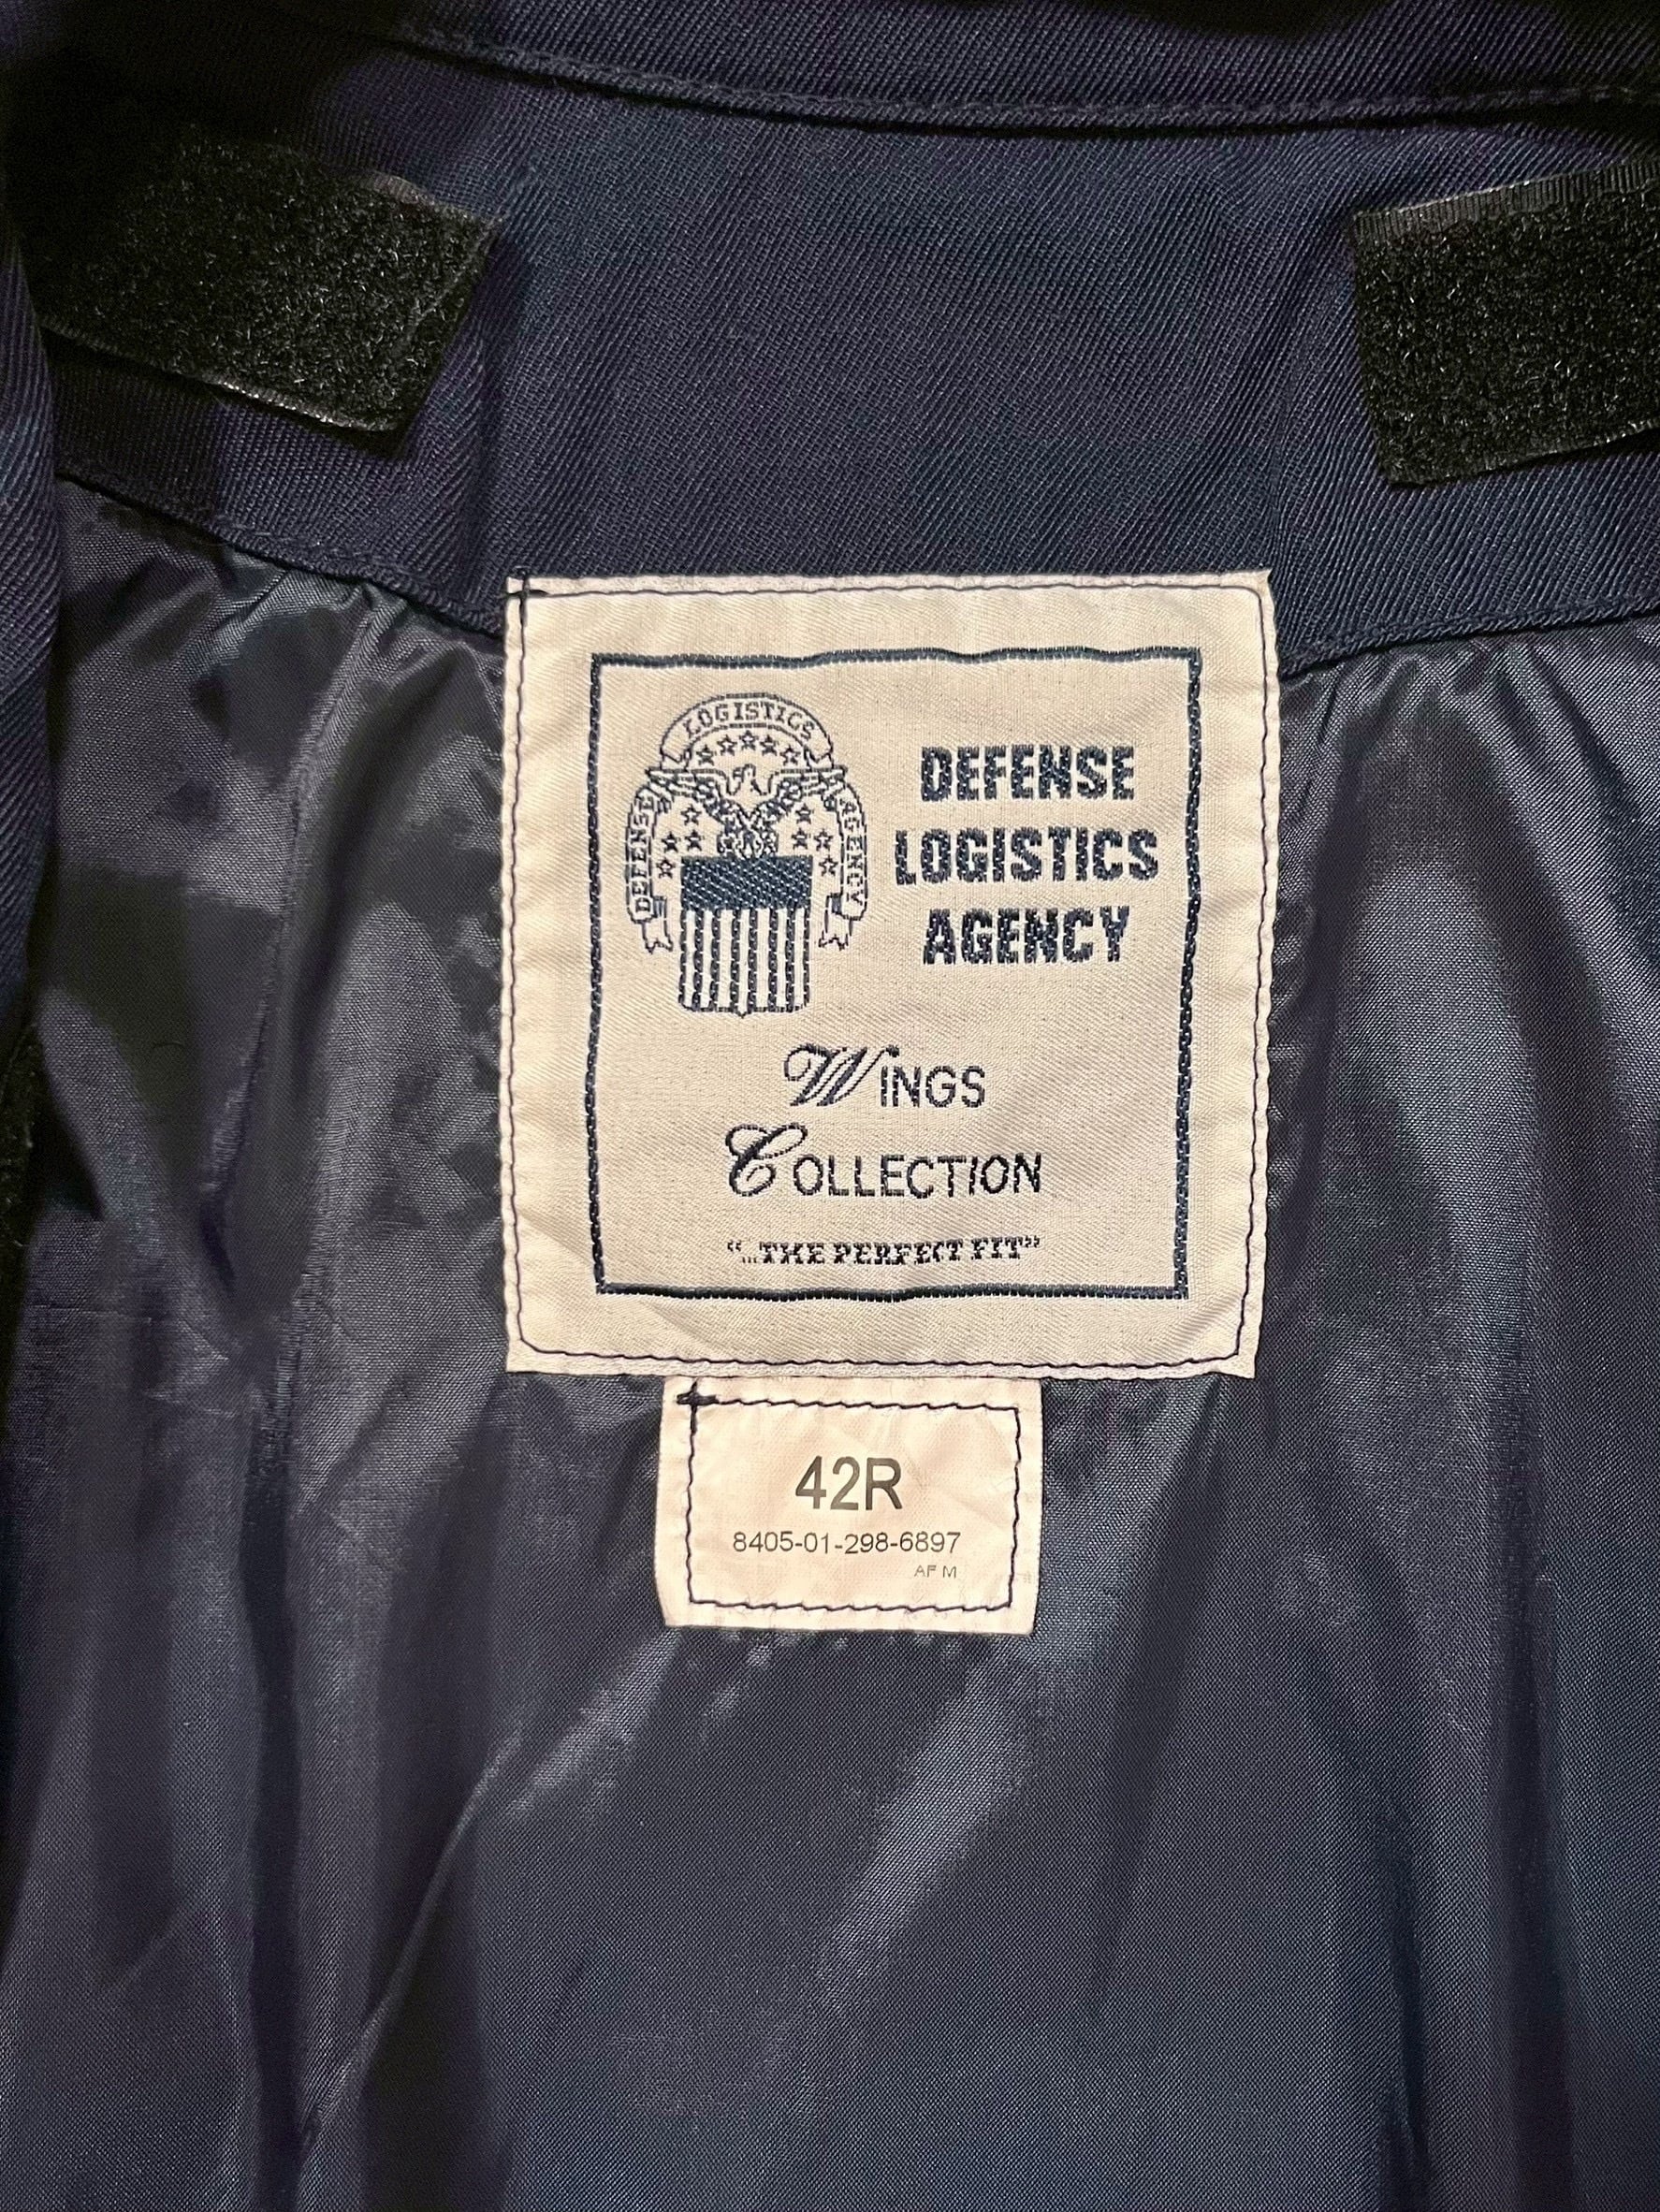 LOGISTICS
DEFENSE
AGENCY
DEFENSE
LOGISTICS
AGENCY
WINGS
COLLECTION
"...THE PERFECT FIT"
42R
8405-01-298-6897
AF M